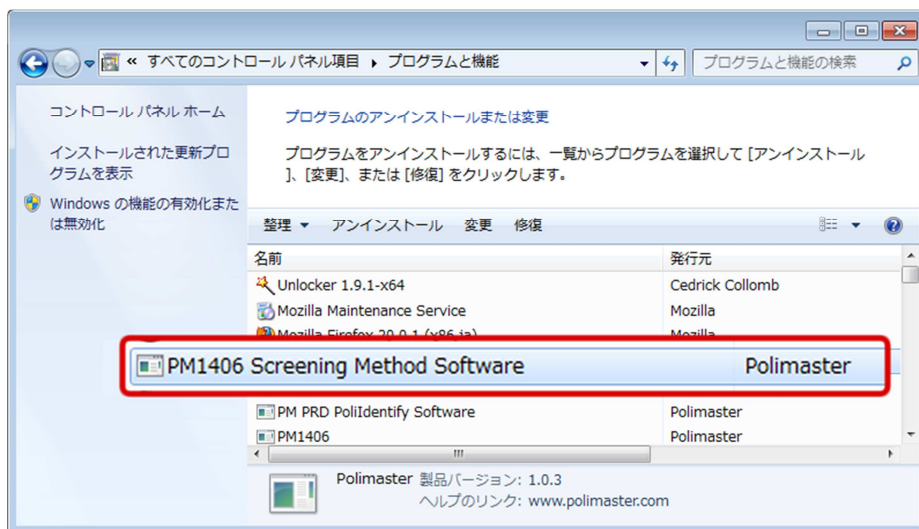 « すべてのコントロール パネル項目 ▸ プログラムと機能
プログラムと機能の検索
コントロール パネル ホーム
インストールされた更新プロ
グラムを表示
Windows の機能の有効化また
は無効化
プログラムのアンインストールまたは変更
プログラムをアンインストールするには、一覧からプログラムを選択して [アンインストール
]、[変更]、または [修復] をクリックします。
整理 ▼ アンインストール 変更 修復
名前 発行元
Unlocker 1.9.1-x64 Cedrick Collomb
Mozilla Maintenance Service Mozilla
Mozilla Firefox 20.0.1 (x86 ja) Mozilla
PM1406 Screening Method Software Polimaster
PM PRD PoliIdentify Software Polimaster
PM1406 Polimaster
Polimaster 製品バージョン: 1.0.3
ヘルプのリンク: www.polimaster.com